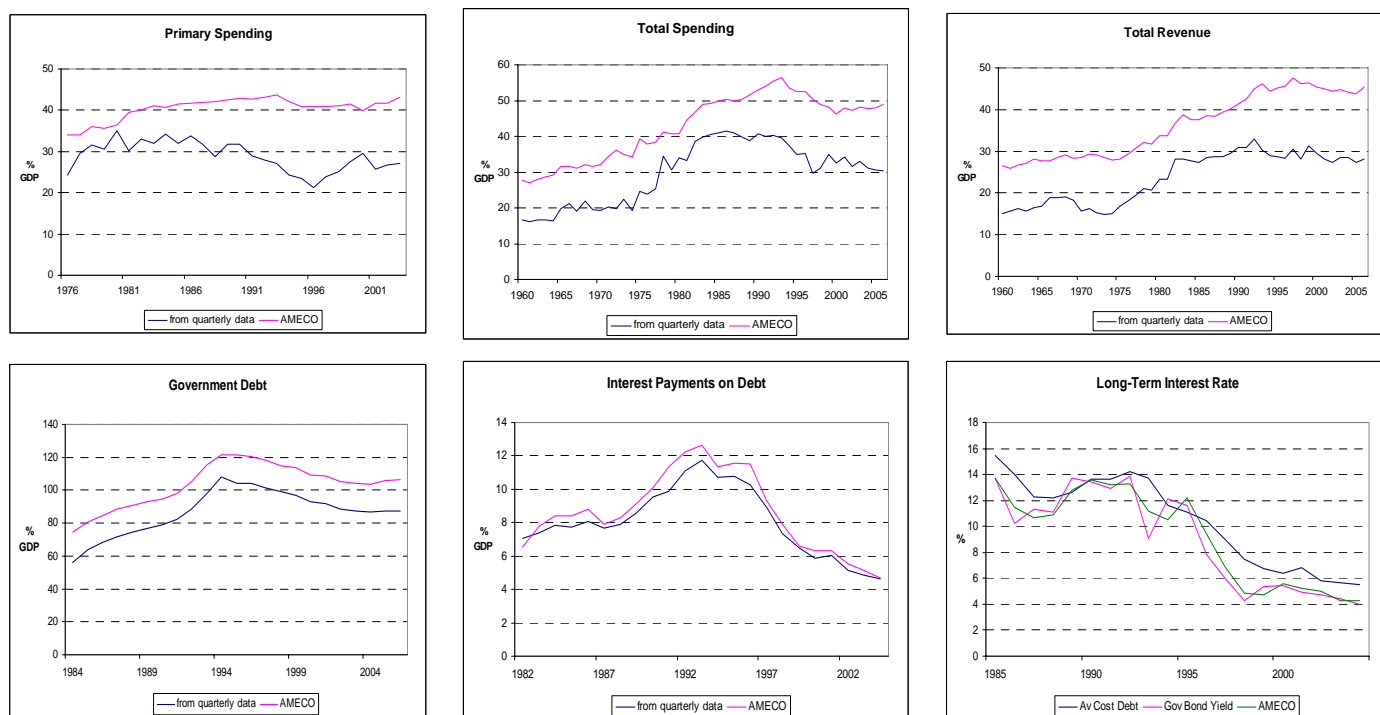 Primary Spending
50
40
30
20
10
0
%
GDP
1976 1981 1986 1991 1996 2001
from quarterly data AMECO
Total Spending
60
50
40
30
20
10
0
%
GDP
1960 1965 1970 1975 1980 1985 1990 1995 2000 2005
from quarterly data AMECO
Total Revenue
50
40
30
20
10
0
%
GDP
1960 1965 1970 1975 1980 1985 1990 1995 2000 2005
from quarterly data AMECO
Government Debt
140
120
100
80
60
40
20
0
%
GDP
1984 1989 1994 1999 2004
from quarterly data AMECO
Interest Payments on Debt
14
12
10
8
6
4
2
0
%
GDP
1982 1987 1992 1997 2002
from quarterly data AMECO
Long-Term Interest Rate
18
16
14
12
10
8
6
4
2
0
%
1985 1990 1995 2000
Av Cost Debt Gov Bond Yield AMECO